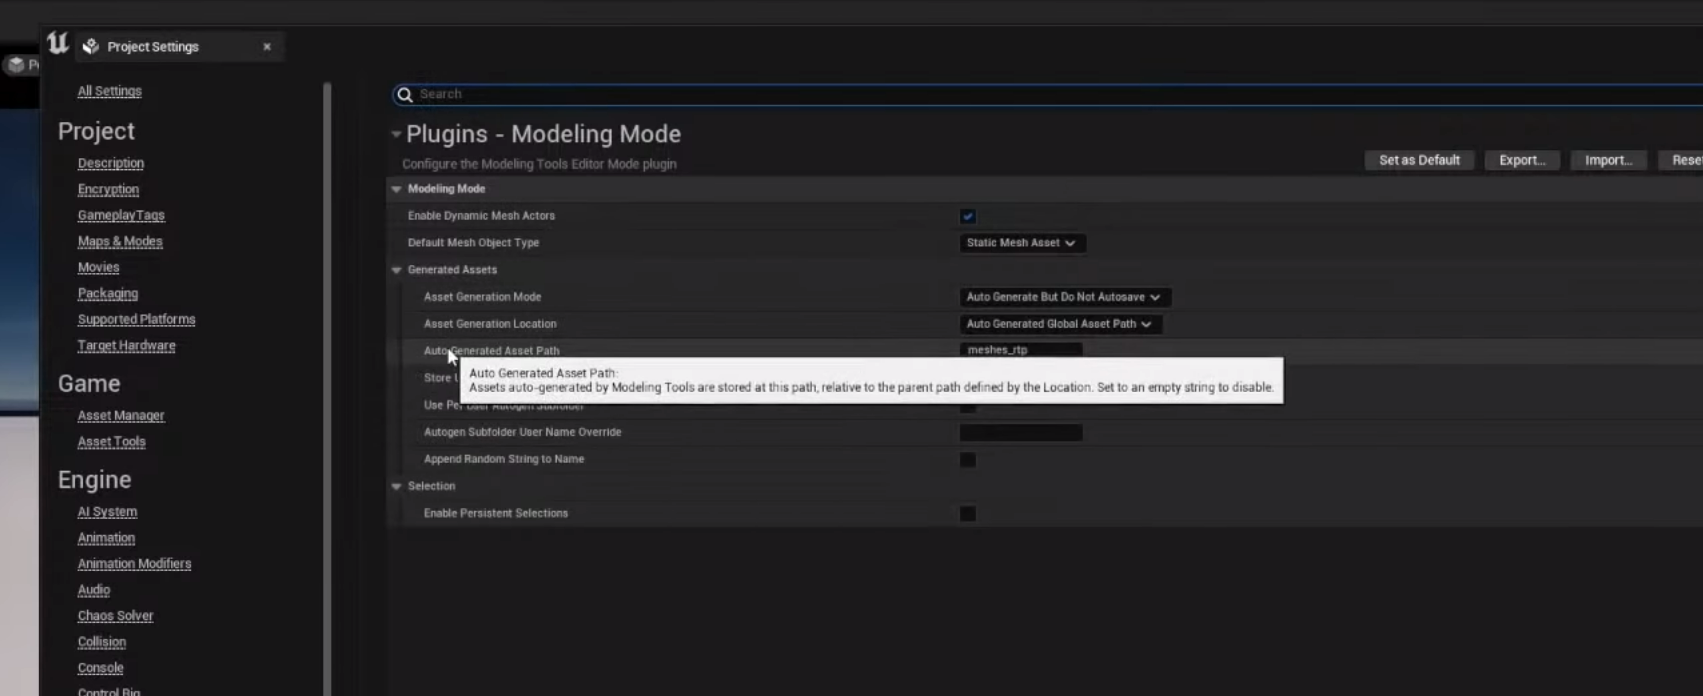 Project Settings
All Settings
Project
Description
Encryption
GameplayTags
Maps & Modes
Movies
Packaging
Supported Platforms
Target Hardware
Game
Asset Manager
Asset Tools
Engine
AI System
Animation
Animation Modifiers
Audio
Chaos Solver
Collision
Console
Control Rig
Search
Plugins - Modeling Mode
Configure the Modeling Tools Editor Mode plugin
Set as Default Export... Import...
Modeling Mode
Enable Dynamic Mesh Actors
Default Mesh Object Type Static Mesh Asset
Generated Assets
Asset Generation Mode Auto Generate But Do Not Autosave
Asset Generation Location Auto Generated Global Asset Path
Auto Generated Asset Path meshes_rtp
Auto Generated Asset Path:
Assets auto-generated by Modeling Tools are stored at this path, relative to the parent path defined by the Location. Set to an empty string to disable.
Store
Use Per User Autogen Subfolder
Autogen Subfolder User Name Override
Append Random String to Name
Selection
Enable Persistent Selections